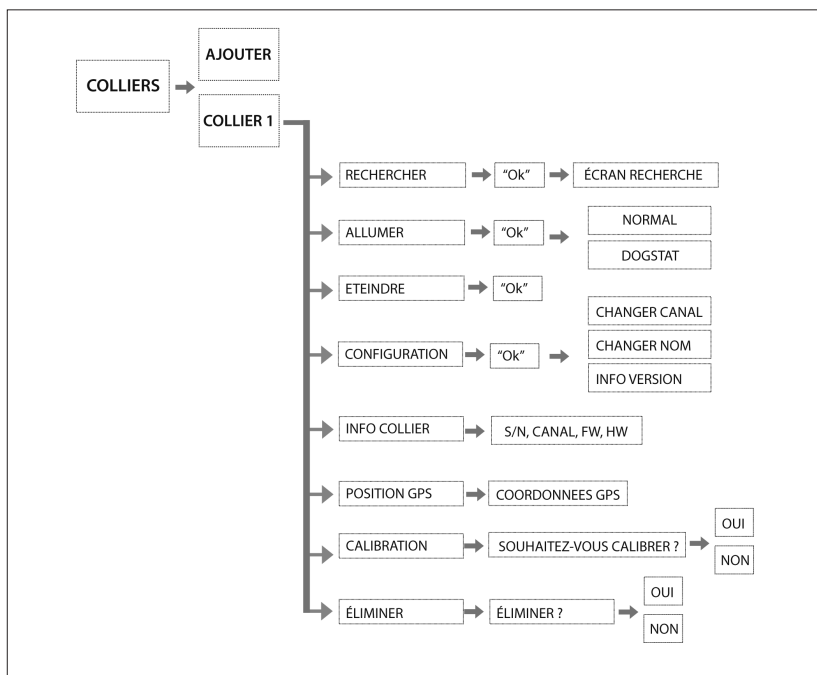 COLLIERS
AJOUTER
COLLIER 1
RECHERCHER
“Ok”
ÉCRAN RECHERCHE
ALLUMER
“Ok”
NORMAL
DOGSTAT
ETEINDRE
“Ok”
CONFIGURATION
“Ok”
CHANGER CANAL
CHANGER NOM
INFO VERSION
INFO COLLIER
S/N, CANAL, FW, HW
POSITION GPS
COORDONNEES GPS
CALIBRATION
SOUHAITEZ-VOUS CALIBRER ?
OUI
NON
ÉLIMINER
ÉLIMINER ?
OUI
NON